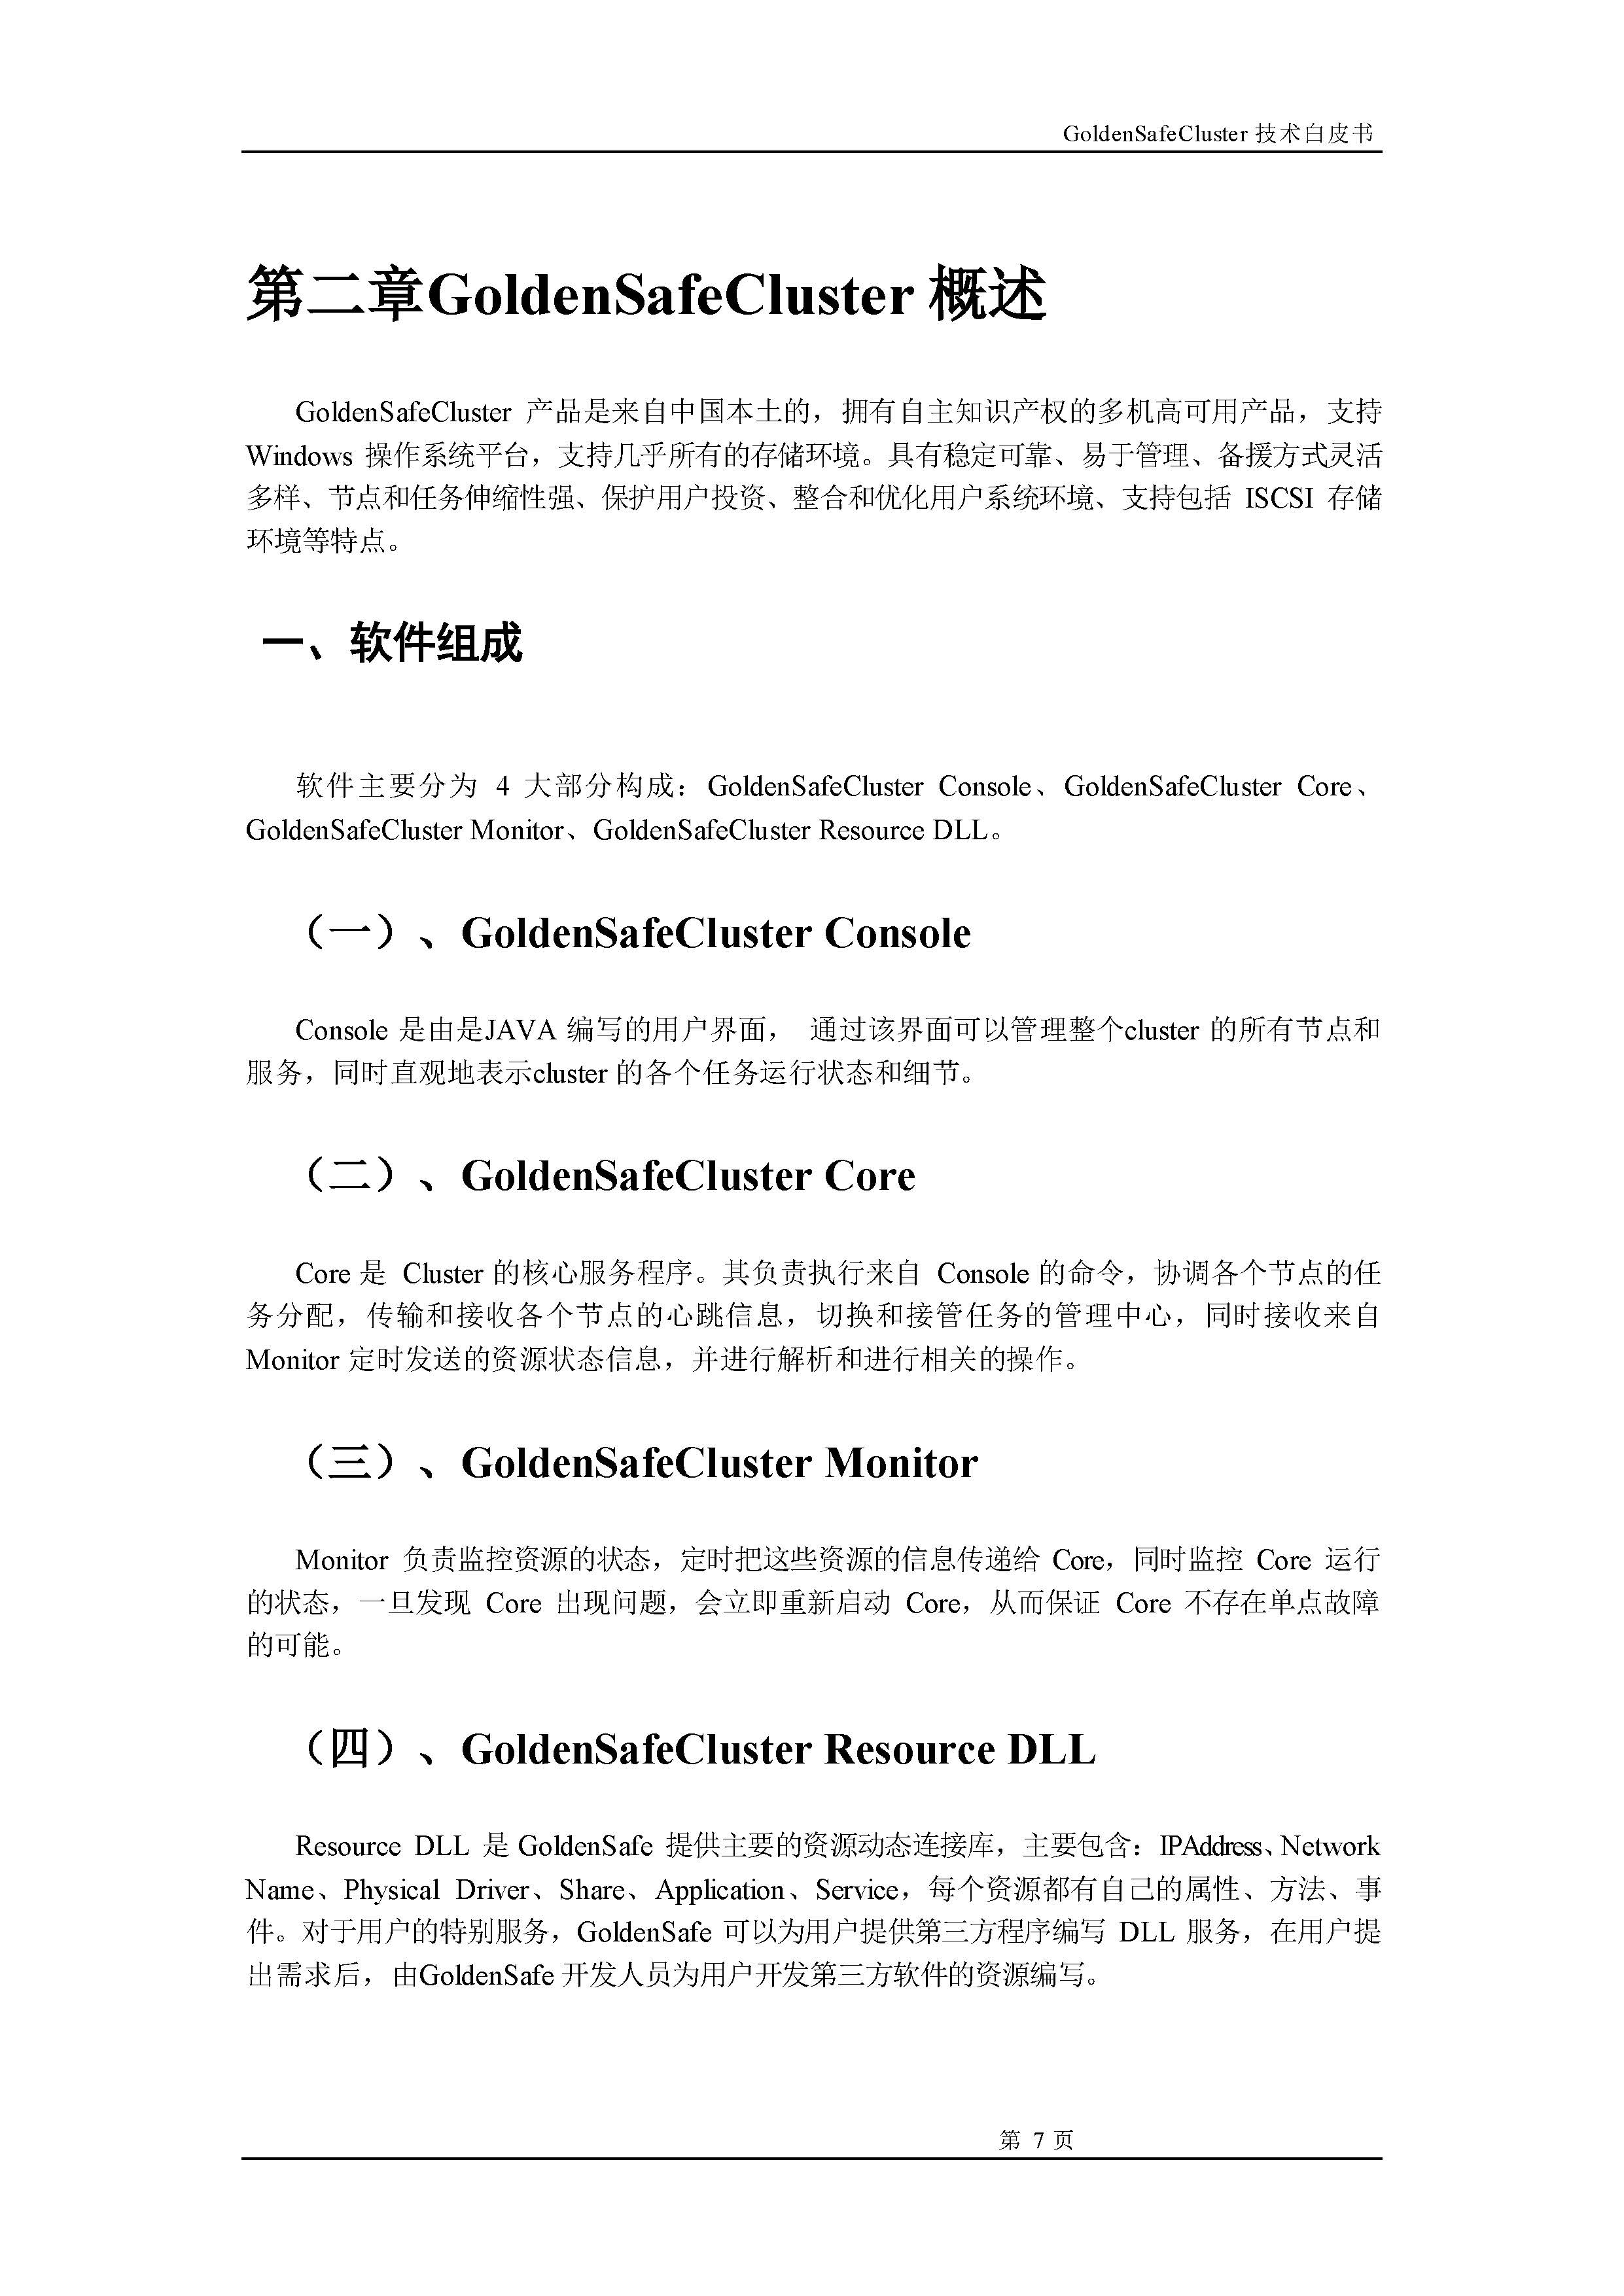 GoldenSafeCluster 技术白皮书
第二章GoldenSafeCluster 概述
GoldenSafeCluster 产品是来自中国本土的，拥有自主知识产权的多机高可用产品，支持
Windows 操作系统平台，支持几乎所有的存储环境。具有稳定可靠、易于管理、备援方式灵活
多样、节点和任务伸缩性强、保护用户投资、整合和优化用户系统环境、支持包括 ISCSI 存储
环境等特点。
一、软件组成
软件主要分为 4 大部分构成：GoldenSafeCluster Console、GoldenSafeCluster Core、
GoldenSafeCluster Monitor、GoldenSafeCluster Resource DLL。
（一）、GoldenSafeCluster Console
Console 是由是JAVA 编写的用户界面， 通过该界面可以管理整个cluster 的所有节点和
服务，同时直观地表示cluster 的各个任务运行状态和细节。
（二）、GoldenSafeCluster Core
Core 是 Cluster 的核心服务程序。其负责执行来自 Console 的命令，协调各个节点的任
务分配，传输和接收各个节点的心跳信息，切换和接管任务的管理中心，同时接收来自
Monitor 定时发送的资源状态信息，并进行解析和进行相关的操作。
（三）、GoldenSafeCluster Monitor
Monitor 负责监控资源的状态，定时把这些资源的信息传递给 Core，同时监控 Core 运行
的状态，一旦发现 Core 出现问题，会立即重新启动 Core，从而保证 Core 不存在单点故障
的可能。
（四）、GoldenSafeCluster Resource DLL
Resource DLL 是 GoldenSafe 提供主要的资源动态连接库，主要包含：IPAddress、Network
Name、Physical Driver、Share、Application、Service，每个资源都有自己的属性、方法、事
件。对于用户的特别服务，GoldenSafe 可以为用户提供第三方程序编写 DLL 服务，在用户提
出需求后，由GoldenSafe 开发人员为用户开发第三方软件的资源编写。
第 7 页